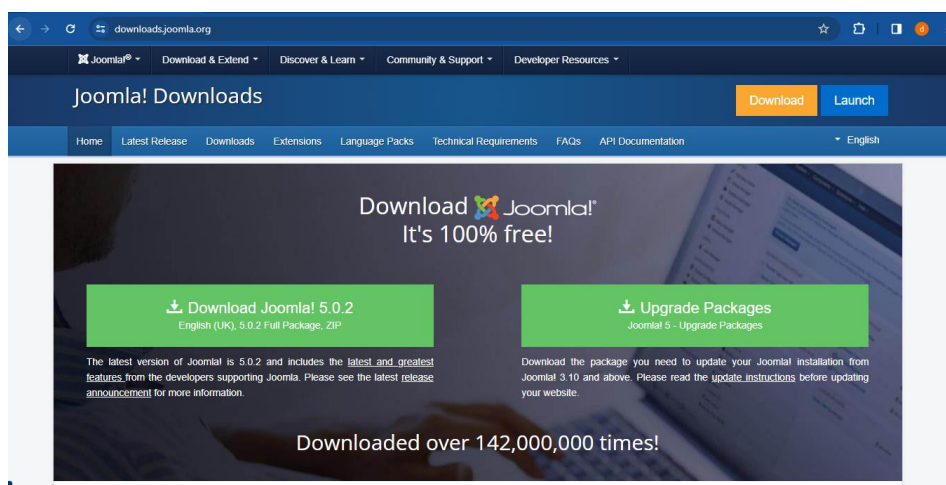 downloads.joomla.org
d
Joomla!® Download & Extend Discover & Learn Community & Support Developer Resources
Joomla! Downloads
Download Launch
Home Latest Release Downloads Extensions Language Packs Technical Requirements FAQs API Documentation English
Download Joomla!®
It's 100% free!
Download Joomla! 5.0.2
English (UK), 5.0.2 Full Package, ZIP
The latest version of Joomla! is 5.0.2 and includes the latest and greatest
features from the developers supporting Joomla. Please see the latest release
announcement for more information.
Upgrade Packages
Joomla! 5 - Upgrade Packages
Download the package you need to update your Joomla! installation from
Joomla! 3.10 and above. Please read the update instructions before updating
your website.
Downloaded over 142,000,000 times!